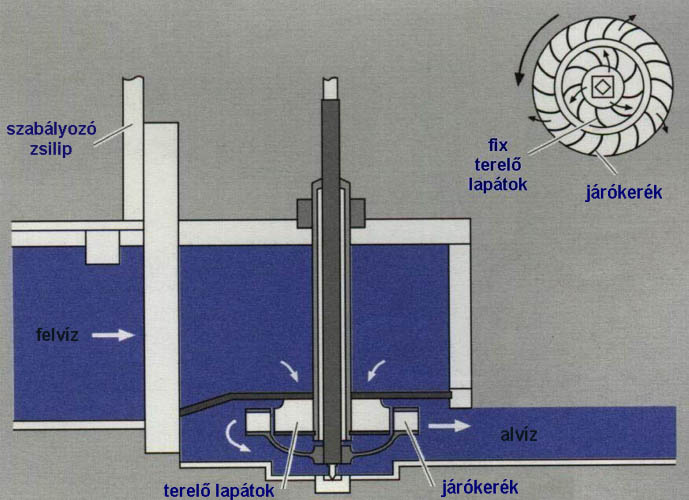 szabályozó
zsilip
fix
terelő
lapátok
járókerék
felvíz
alvíz
terelő lapátok
járókerék